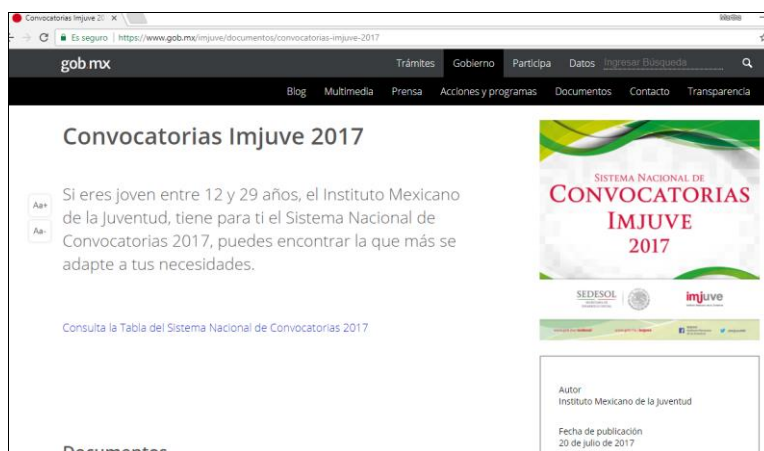 Convocatorias Imjuve 20
Es seguro | https://www.gob.mx/imjuve/documentos/convocatorias-imjuve-2017
gob mx
Trámites Gobierno Participa Datos Ingresar Búsqueda
Blog Multimedia Prensa Acciones y programas Documentos Contacto Transparencia
Convocatorias Imjuve 2017
Aa+
Aa-
Si eres joven entre 12 y 29 años, el Instituto Mexicano
de la Juventud, tiene para ti el Sistema Nacional de
Convocatorias 2017, puedes encontrar la que más se
adapte a tus necesidades.
Consulta la Tabla del Sistema Nacional de Convocatorias 2017
Documentos
SISTEMA NACIONAL DE
CONVOCATORIAS
IMJUVE
2017
SEDESOL
imjuve
Autor
Instituto Mexicano de la Juventud
Fecha de publicación
20 de julio de 2017